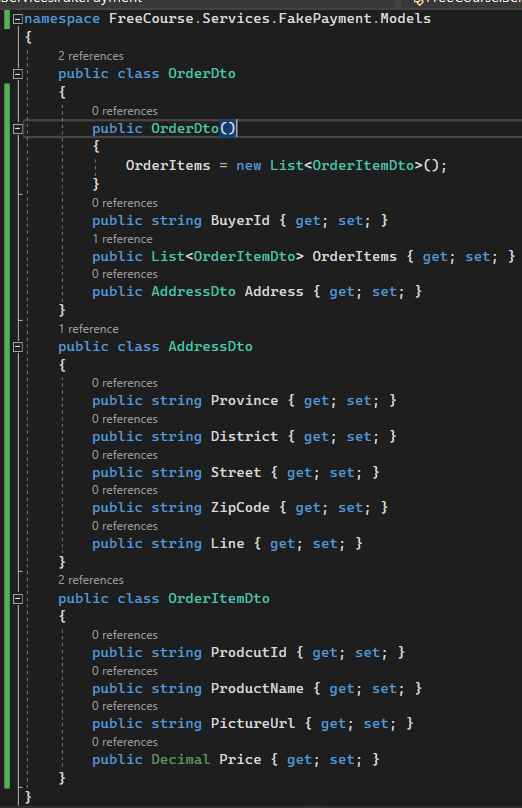 Services.FakePayment
FreeCourse.Ser
namespace FreeCourse.Services.FakePayment.Models
{
2 references
public class OrderDto
{
0 references
public OrderDto()
{
OrderItems = new List<OrderItemDto>();
}
0 references
public string BuyerId { get; set; }
1 reference
public List<OrderItemDto> OrderItems { get; set; }
0 references
public AddressDto Address { get; set; }
}
1 reference
public class AddressDto
{
0 references
public string Province { get; set; }
0 references
public string District { get; set; }
0 references
public string Street { get; set; }
0 references
public string ZipCode { get; set; }
0 references
public string Line { get; set; }
}
2 references
public class OrderItemDto
{
0 references
public string ProdcutId { get; set; }
0 references
public string ProductName { get; set; }
0 references
public string PictureUrl { get; set; }
0 references
public Decimal Price { get; set; }
}
}